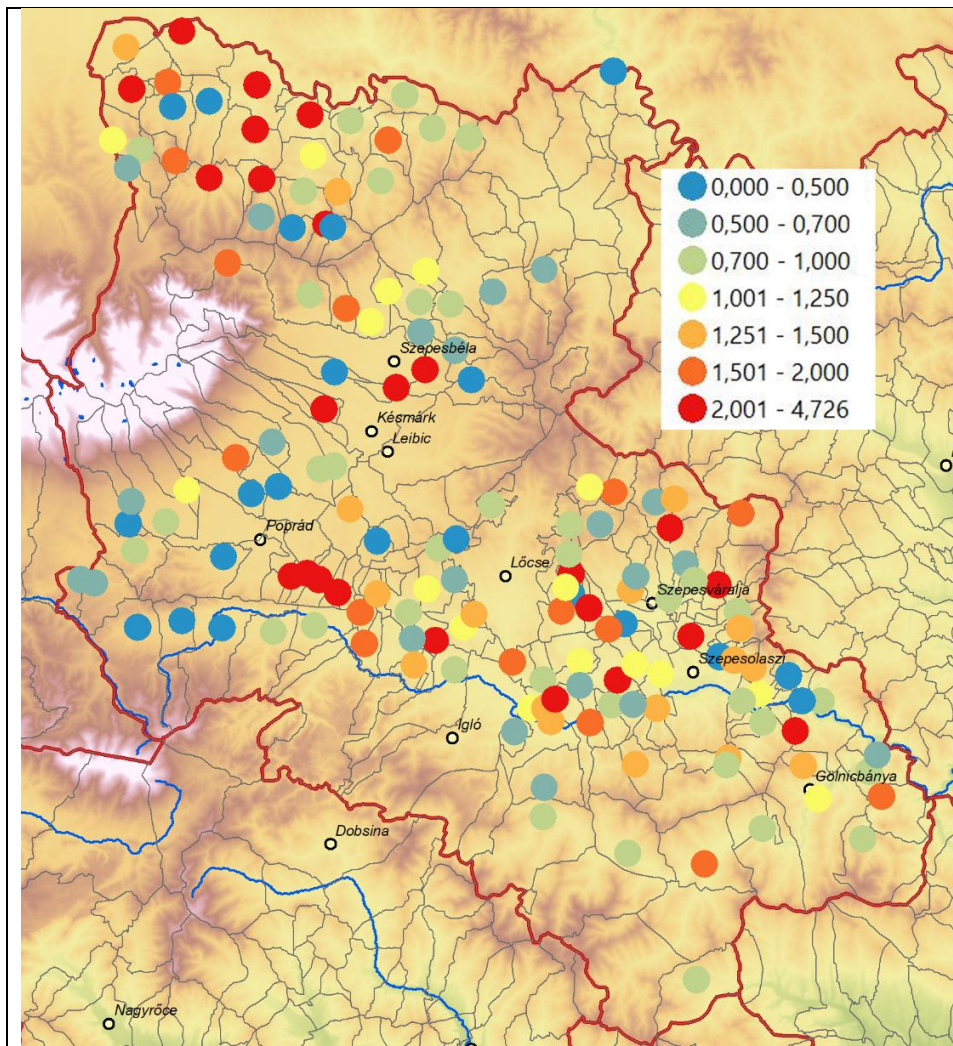 0,000 - 0,500
0,500 - 0,700
0,700 - 1,000
1,001 - 1,250
1,251 - 1,500
1,501 - 2,000
2,001 - 4,726
Szepesbéla
Késmárk
Leibic
Poprád
Lőcse
Szepesváralja
Szepesolaszi
Igló
Gölnicbánya
Dobsina
Nagyrőce